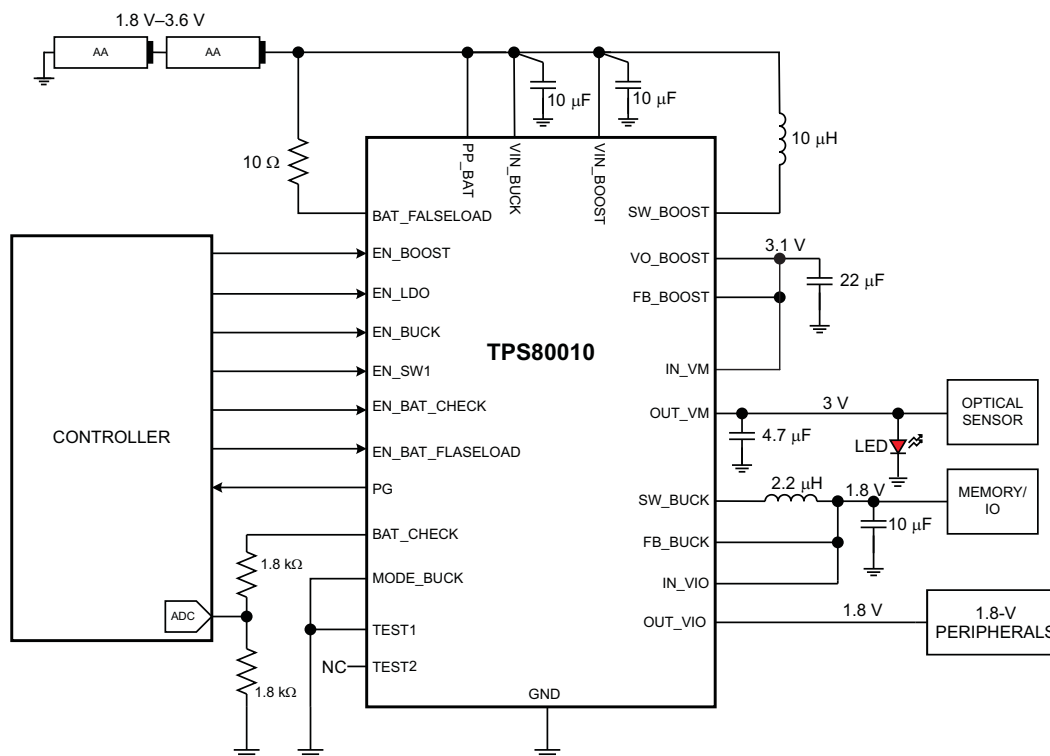 1.8 V–3.6 V
AA
AA
10 μF
10 μF
10 μH
10 Ω
PP_BAT
VIN_BUCK
VIN_BOOST
BAT_FALSELOAD
EN_BOOST
EN_LDO
EN_BUCK
EN_SW1
EN_BAT_CHECK
EN_BAT_FLASELOAD
PG
BAT_CHECK
MODE_BUCK
TEST1
TEST2
NC
CONTROLLER
ADC
1.8 kΩ
1.8 kΩ
TPS80010
GND
SW_BOOST
VO_BOOST
FB_BOOST
IN_VM
OUT_VM
SW_BUCK
FB_BUCK
IN_VIO
OUT_VIO
3.1 V
22 μF
3 V
4.7 μF
LED
OPTICAL
SENSOR
2.2 μH
1.8 V
10 μF
MEMORY/
IO
1.8 V
1.8-V
PERIPHERALS